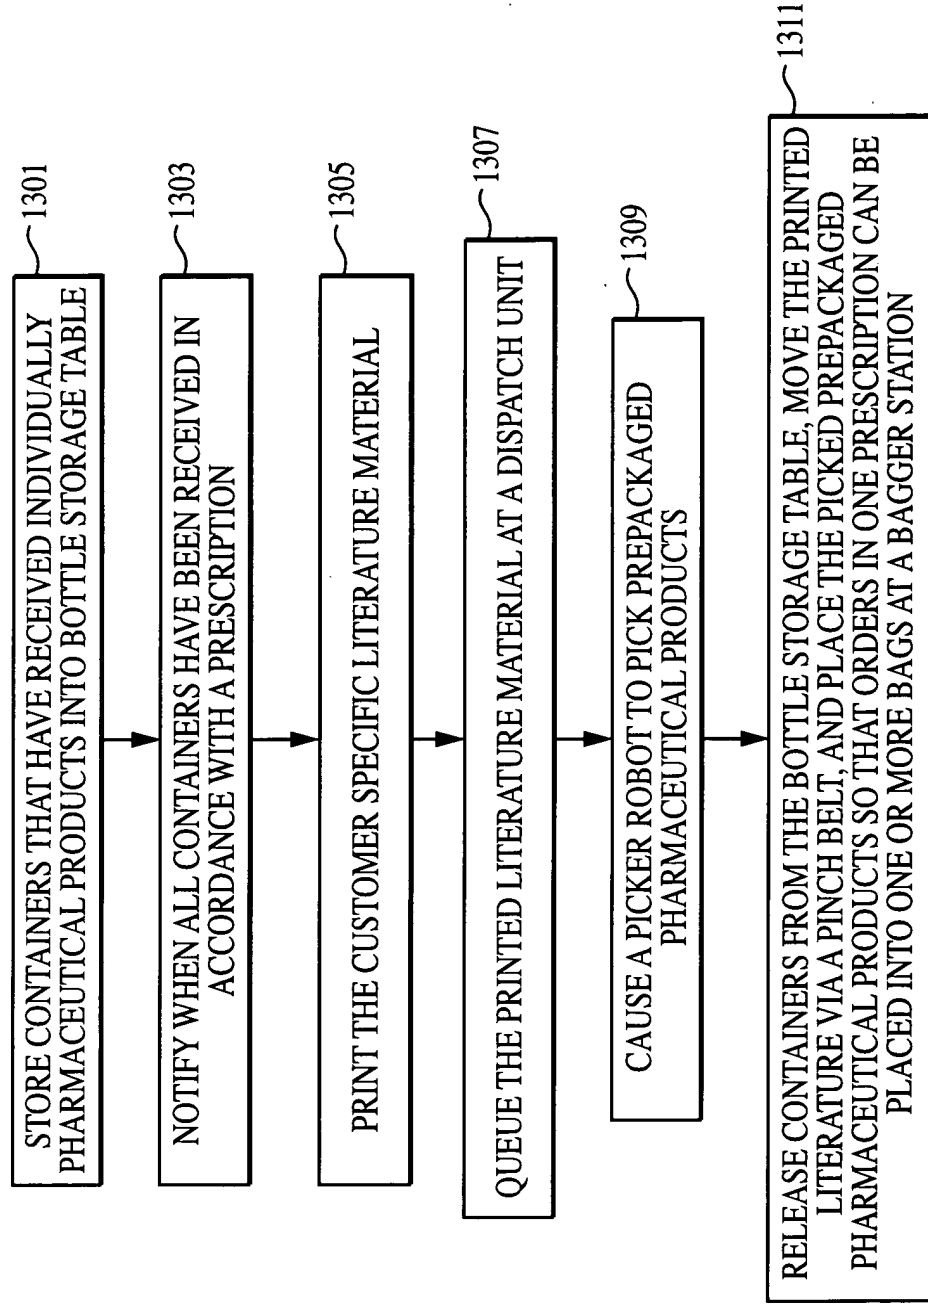 STORE CONTAINERS THAT HAVE RECEIVED INDIVIDUALLY
PHARMACEUTICAL PRODUCTS INTO BOTTLE STORAGE TABLE
1301
NOTIFY WHEN ALL CONTAINERS HAVE BEEN RECEIVED IN
ACCORDANCE WITH A PRESCRIPTION
1303
PRINT THE CUSTOMER SPECIFIC LITERATURE MATERIAL
1305
QUEUE THE PRINTED LITERATURE MATERIAL AT A DISPATCH UNIT
1307
CAUSE A PICKER ROBOT TO PICK PREPACKAGED
PHARMACEUTICAL PRODUCTS
1309
RELEASE CONTAINERS FROM THE BOTTLE STORAGE TABLE, MOVE THE PRINTED
LITERATURE VIA A PINCH BELT, AND PLACE THE PICKED PREPACKAGED
PHARMACEUTICAL PRODUCTS SO THAT ORDERS IN ONE PRESCRIPTION CAN BE
PLACED INTO ONE OR MORE BAGS AT A BAGGER STATION
1311